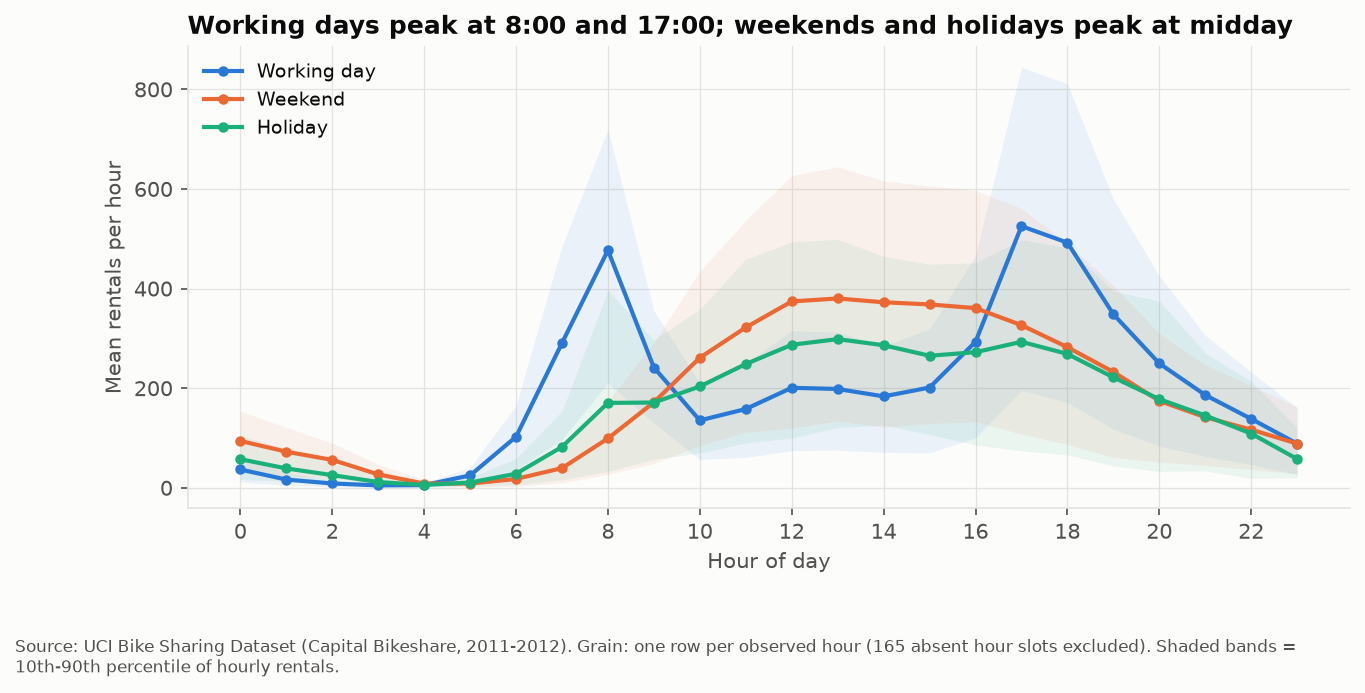 Working days peak at 8:00 and 17:00; weekends and holidays peak at midday
Working day
Weekend
Holiday
Mean rentals per hour
800
600
400
200
0
0 2 4 6 8 10 12 14 16 18 20 22
Hour of day
Source: UCI Bike Sharing Dataset (Capital Bikeshare, 2011-2012). Grain: one row per observed hour (165 absent hour slots excluded). Shaded bands =
10th-90th percentile of hourly rentals.